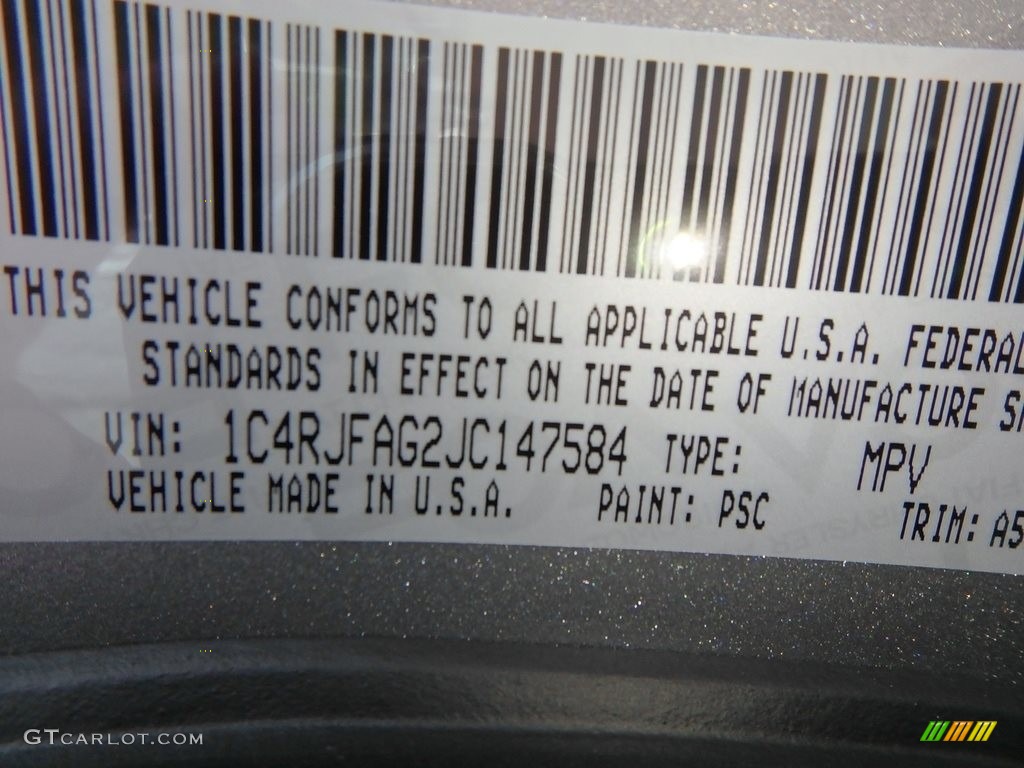 THIS VEHICLE CONFORMS TO ALL APPLICABLE U.S.A. FEDERAL
STANDARDS IN EFFECT ON THE DATE OF MANUFACTURE
VIN: 1C4RJFAG2JC147584 TYPE: MPV
VEHICLE MADE IN U.S.A. PAINT: PSC TRIM: A5
GTCARLOT.COM